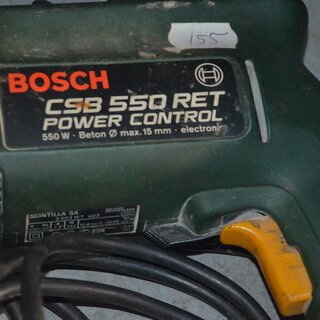 155
BOSCH
CSB 550 RET
POWER CONTROL
550 W · Beton Ø max. 15 mm · electronic
SCINTILLA SA